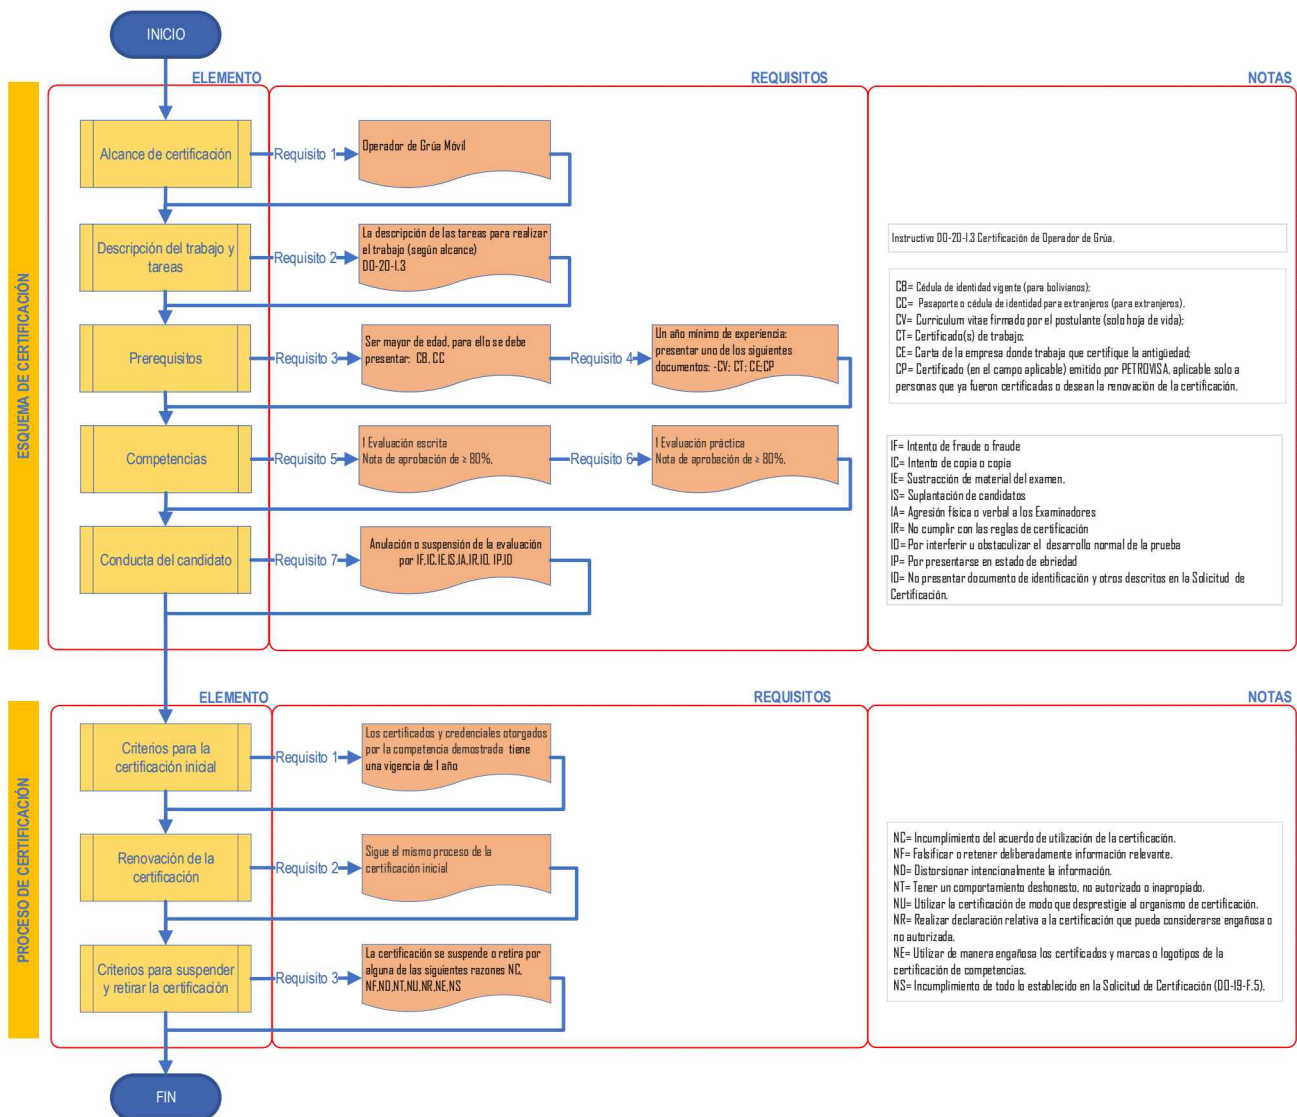 INICIO
ELEMENTO
REQUISITOS
NOTAS
ESQUEMA DE CERTIFICACIÓN
Alcance de certificación
Requisito 1
Operador de Grúa Móvil
Descripción del trabajo y
tareas
Requisito 2
La descripción de las tareas para realizar
el trabajo (según alcance)
DO-20-I.3
Instructivo DO-20-I.3 Certificación de Operador de Grúa.
Prerequisitos
Requisito 3
Ser mayor de edad, para ello se debe
presentar: CB, CC
Requisito 4
Un año mínimo de experiencia:
presentar uno de los siguientes
documentos: -CV; CT; CE;CP
CB= Cédula de identidad vigente (para bolivianos);
CC= Pasaporte o cédula de identidad para extranjeros (para extranjeros).
CV= Curriculum vitae firmado por el postulante (solo hoja de vida);
CT= Certificado(s) de trabajo;
CE= Carta de la empresa donde trabaja que certifique la antigüedad;
CP= Certificado (en el campo aplicable) emitido por PETROVISA, aplicable solo a
personas que ya fueron certificadas o desean la renovación de la certificación.
Competencias
Requisito 5
1 Evaluación escrita
Nota de aprobación de ≥ 80%.
Requisito 6
1 Evaluación práctica
Nota de aprobación de ≥ 80%.
Conducta del candidato
Requisito 7
Anulación o suspensión de la evaluación
por IF,IC,IE,IS,IA,IR,IO, IP,ID
IF= Intento de fraude o fraude
IC= Intento de copia o copia
IE= Sustracción de material del examen.
IS= Suplantación de candidatos
IA= Agresión física o verbal a los Examinadores
IR= No cumplir con las reglas de certificación
IO= Por interferir u obstaculizar el desarrollo normal de la prueba
IP= Por presentarse en estado de ebriedad
ID= No presentar documento de identificación y otros descritos en la Solicitud de
Certificación.
ELEMENTO
REQUISITOS
NOTAS
PROCESO DE CERTIFICACIÓN
Criterios para la
certificación inicial
Requisito 1
Los certificados y credenciales otorgados
por la competencia demostrada tiene
una vigencia de 1 año
Renovación de la
certificación
Requisito 2
Sigue el mismo proceso de la
certificación inicial
Criterios para suspender
y retirar la certificación
Requisito 3
La certificación se suspende o retira por
alguna de las siguientes razones NC,
NF,ND,NT,NU,NR,NE,NS
NC= Incumplimiento del acuerdo de utilización de la certificación.
NF= Falsificar o retener deliberadamente información relevante.
ND= Distorsionar intencionalmente la información.
NT= Tener un comportamiento deshonesto, no autorizado o inapropiado.
NU= Utilizar la certificación de modo que desprestigie al organismo de certificación.
NR= Realizar declaración relativa a la certificación que pueda considerarse engañosa o
no autorizada.
NE= Utilizar de manera engañosa los certificados y marcas o logotipos de la
certificación de competencias.
NS= Incumplimiento de todo lo establecido en la Solicitud de Certificación (DO-19-F.5).
FIN